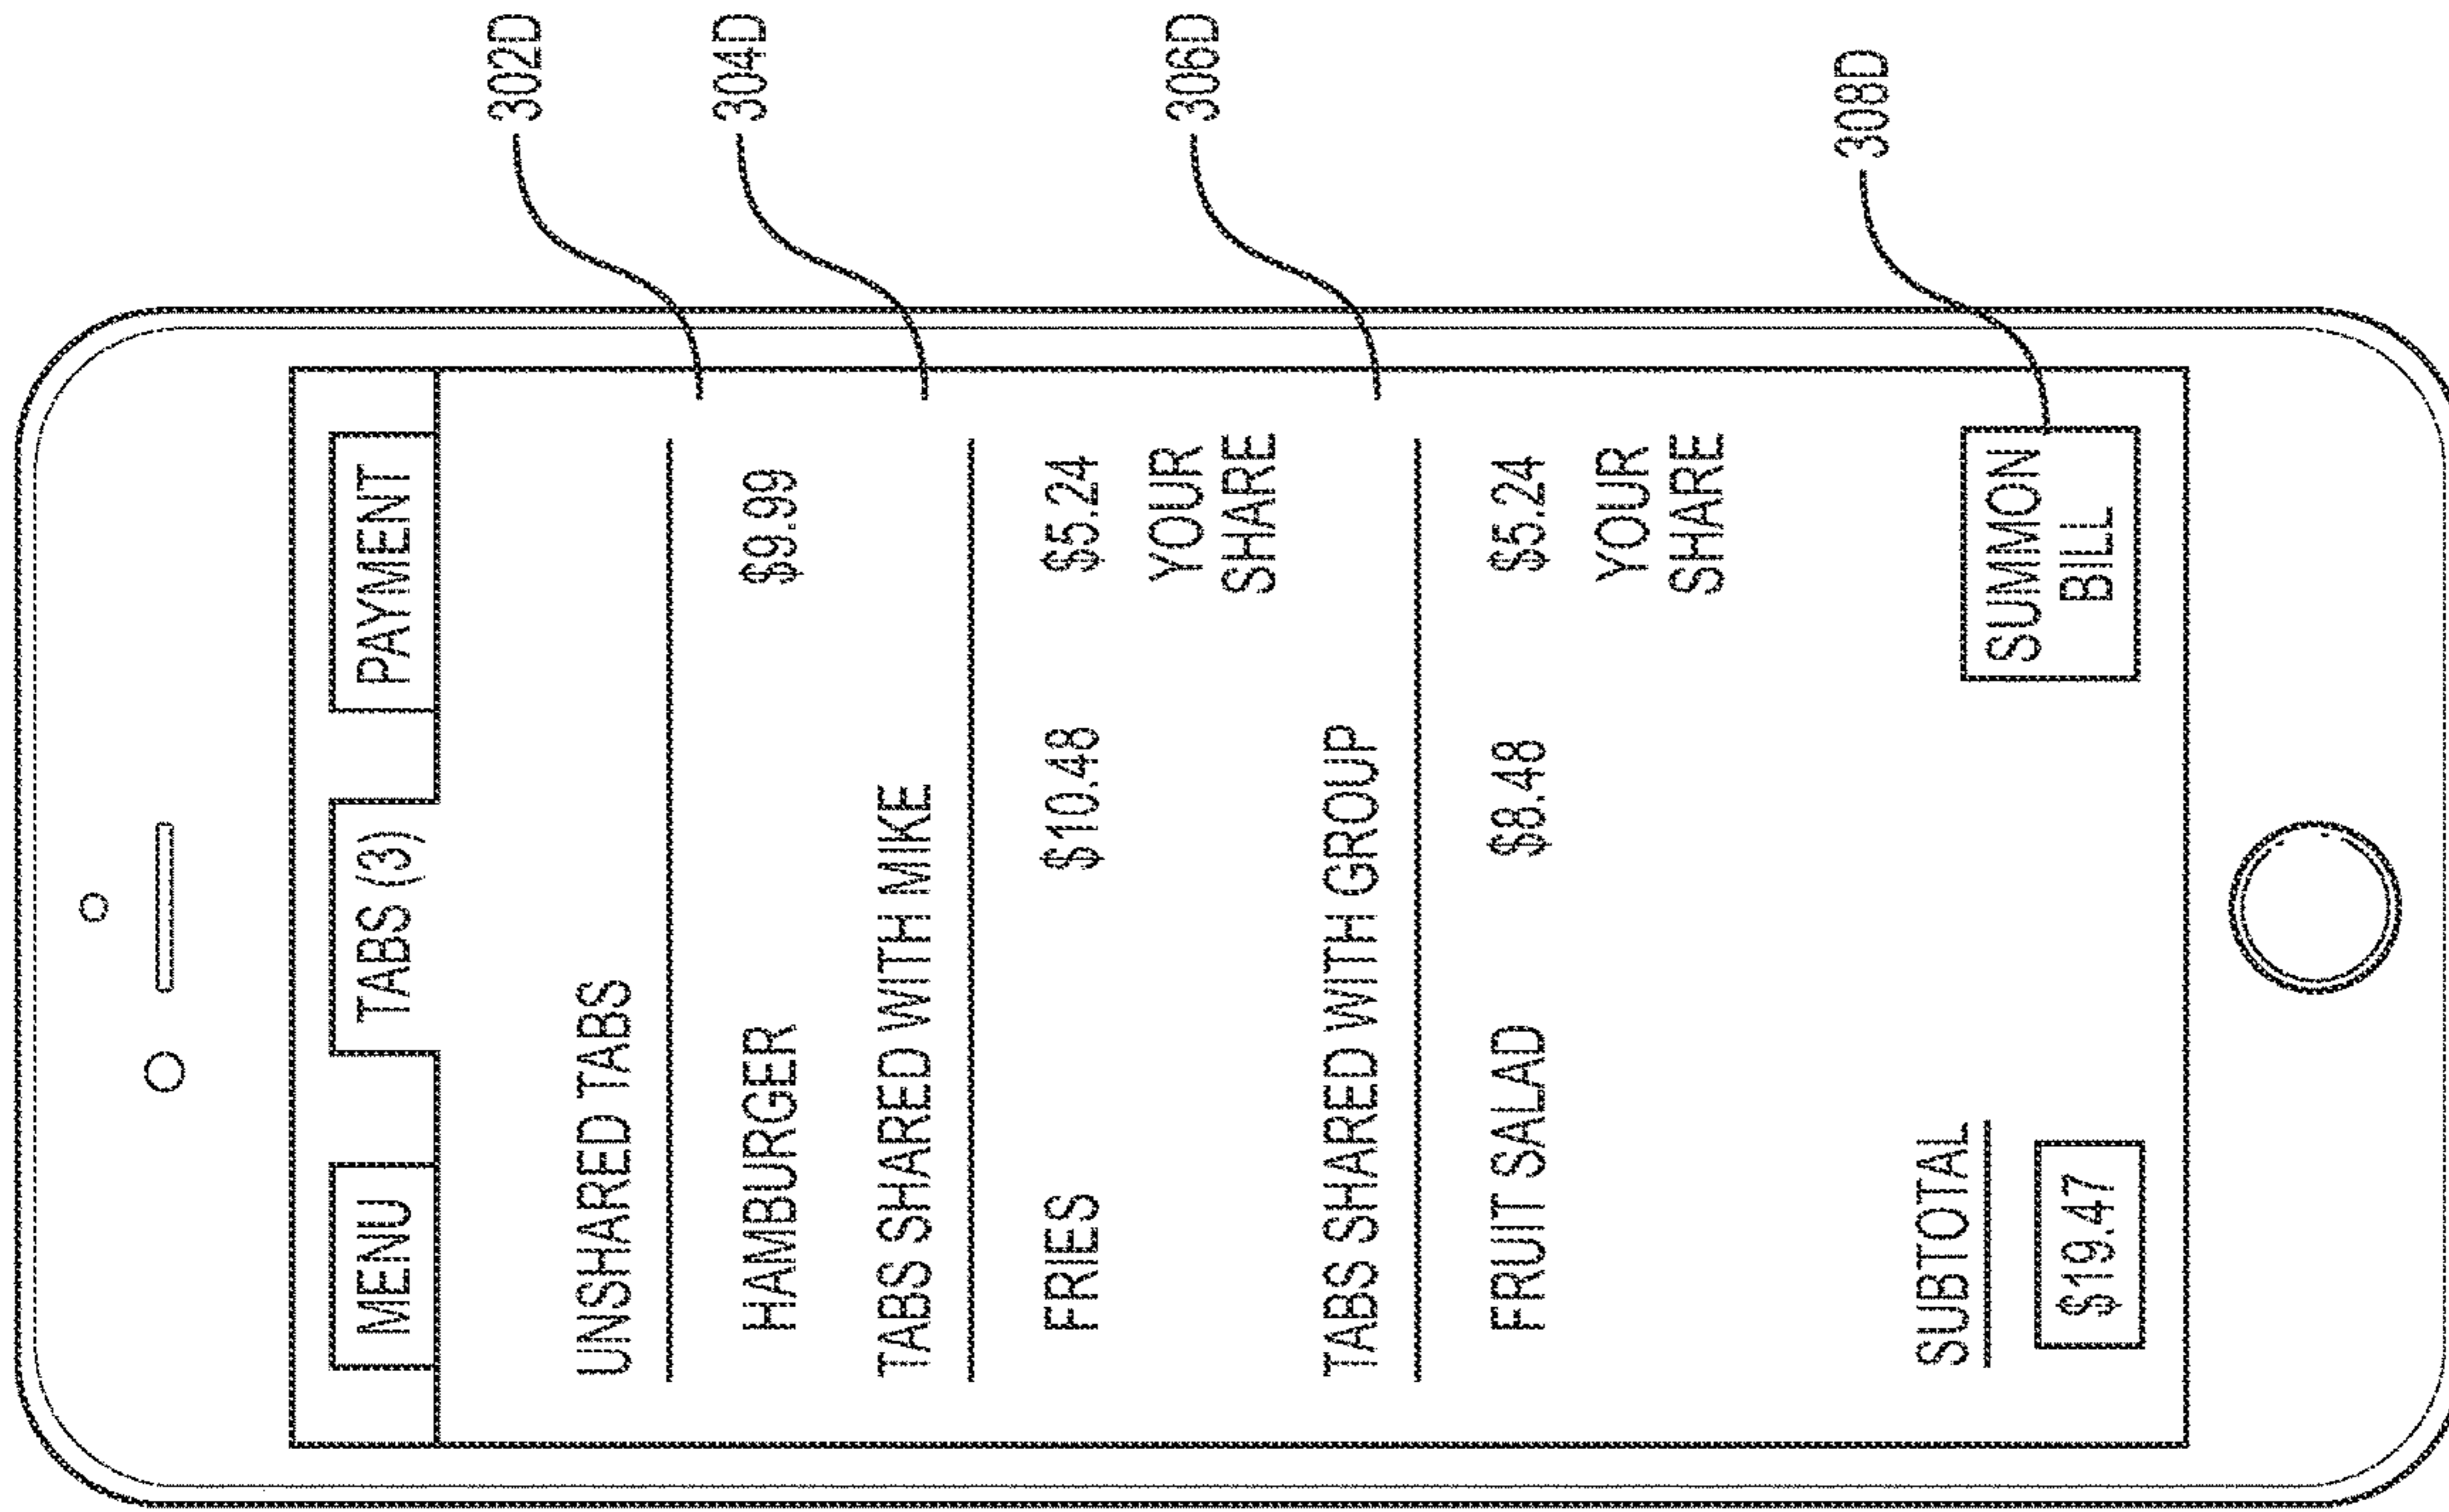 MENU TABS (3) PAYMENT
UNSHARED TABS
302D
HAMBURGER $9.99
304D
TABS SHARED WITH MIKE
FRIES $10.48 $5.24
YOUR
SHARE
306D
TABS SHARED WITH GROUP
FRUIT SALAD $8.48 $5.24
YOUR
SHARE
308D
SUBTOTAL
SUMMON
$19.47
BILL